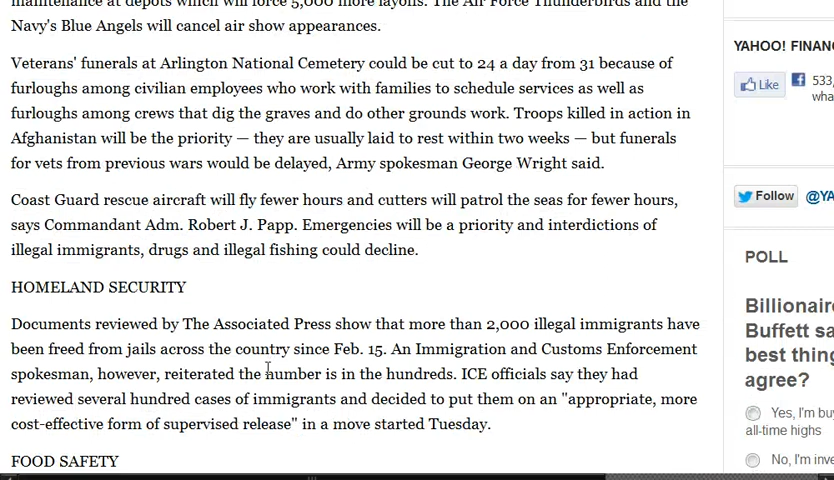 maintenance at depots which will force 5,000 more layoffs. The Air Force Thunderbirds and the
Navy's Blue Angels will cancel air show appearances.
Veterans' funerals at Arlington National Cemetery could be cut to 24 a day from 31 because of
furloughs among civilian employees who work with families to schedule services as well as
furloughs among crews that dig the graves and do other grounds work. Troops killed in action in
Afghanistan will be the priority — they are usually laid to rest within two weeks — but funerals
for vets from previous wars would be delayed, Army spokesman George Wright said.
Coast Guard rescue aircraft will fly fewer hours and cutters will patrol the seas for fewer hours,
says Commandant Adm. Robert J. Papp. Emergencies will be a priority and interdictions of
illegal immigrants, drugs and illegal fishing could decline.
HOMELAND SECURITY
Documents reviewed by The Associated Press show that more than 2,000 illegal immigrants have
been freed from jails across the country since Feb. 15. An Immigration and Customs Enforcement
spokesman, however, reiterated the number is in the hundreds. ICE officials say they had
reviewed several hundred cases of immigrants and decided to put them on an "appropriate, more
cost-effective form of supervised release" in a move started Tuesday.
FOOD SAFETY
YAHOO! FINAN
Like
533,
wha
Follow
@YA
POLL
Billionair
Buffett sa
best thing
agree?
Yes, I'm bu
all-time highs
No, I'm inve